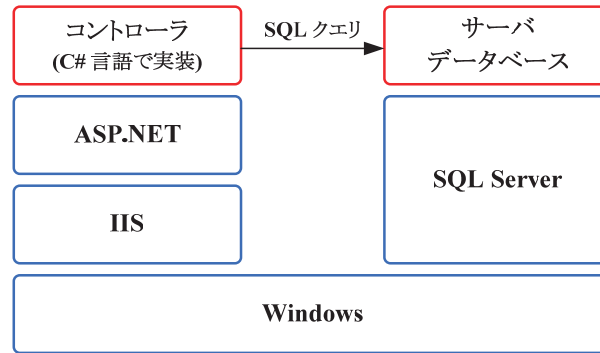 コントローラ
(C# 言語で実装)
SQL クエリ
サーバ
データベース
ASP.NET
SQL Server
IIS
Windows